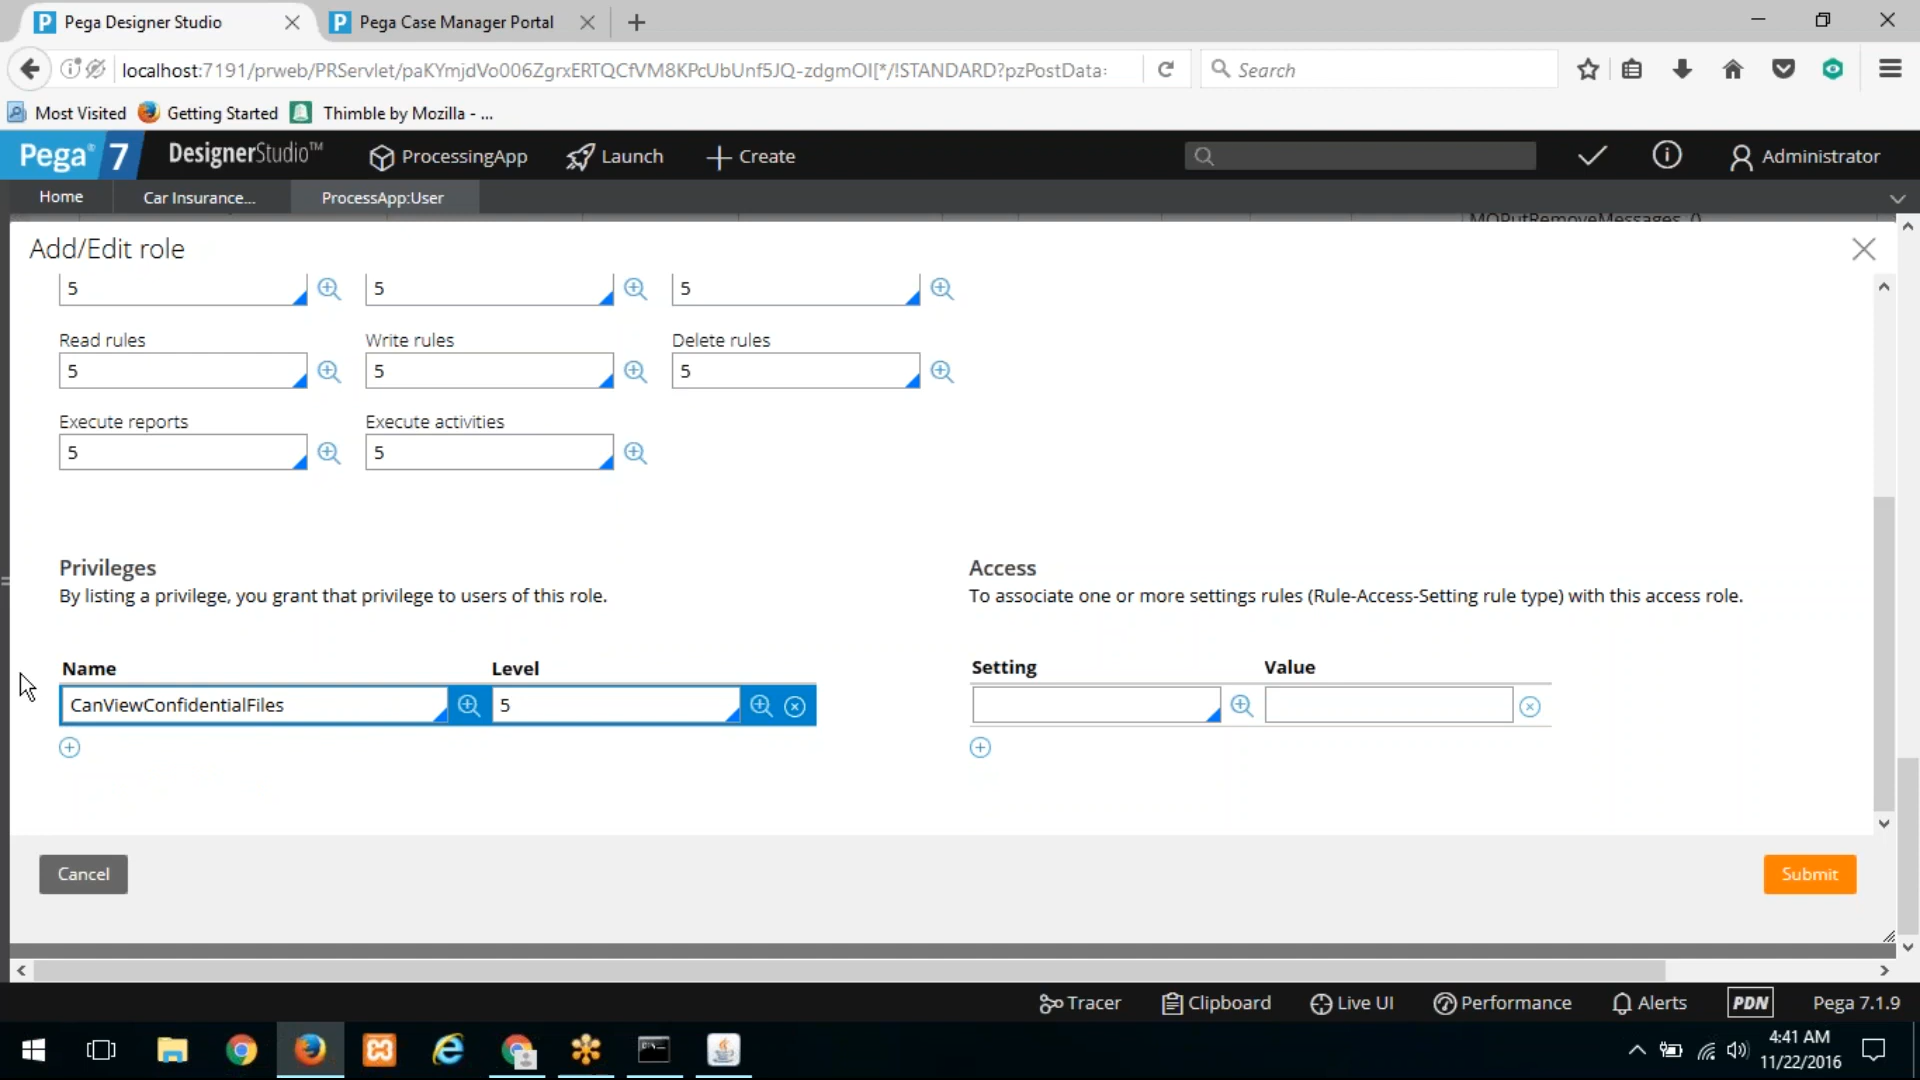 Pega Designer Studio
Pega Case Manager Portal
localhost:7191/prweb/PRServlet/paKYmjdVo006ZgrxERTQCfVM8KPcUbUnf5JQ-zdgmOI[*/!STANDARD?pzPostData:
Search
Most Visited
Getting Started
Thimble by Mozilla - ...
Pega® 7
DesignerStudio™
ProcessingApp
Launch
Create
Administrator
Home
Car Insurance...
ProcessApp:User
MQPutRemoveMessages ()
Add/Edit role
5 5 5
Read rules Write rules Delete rules
5 5 5
Execute reports Execute activities
5 5
Privileges
By listing a privilege, you grant that privilege to users of this role.
Name Level
CanViewConfidentialFiles 5
Access
To associate one or more settings rules (Rule-Access-Setting rule type) with this access role.
Setting Value
Cancel
Submit
Tracer Clipboard Live UI Performance Alerts PDN Pega 7.1.9
4:41 AM
11/22/2016